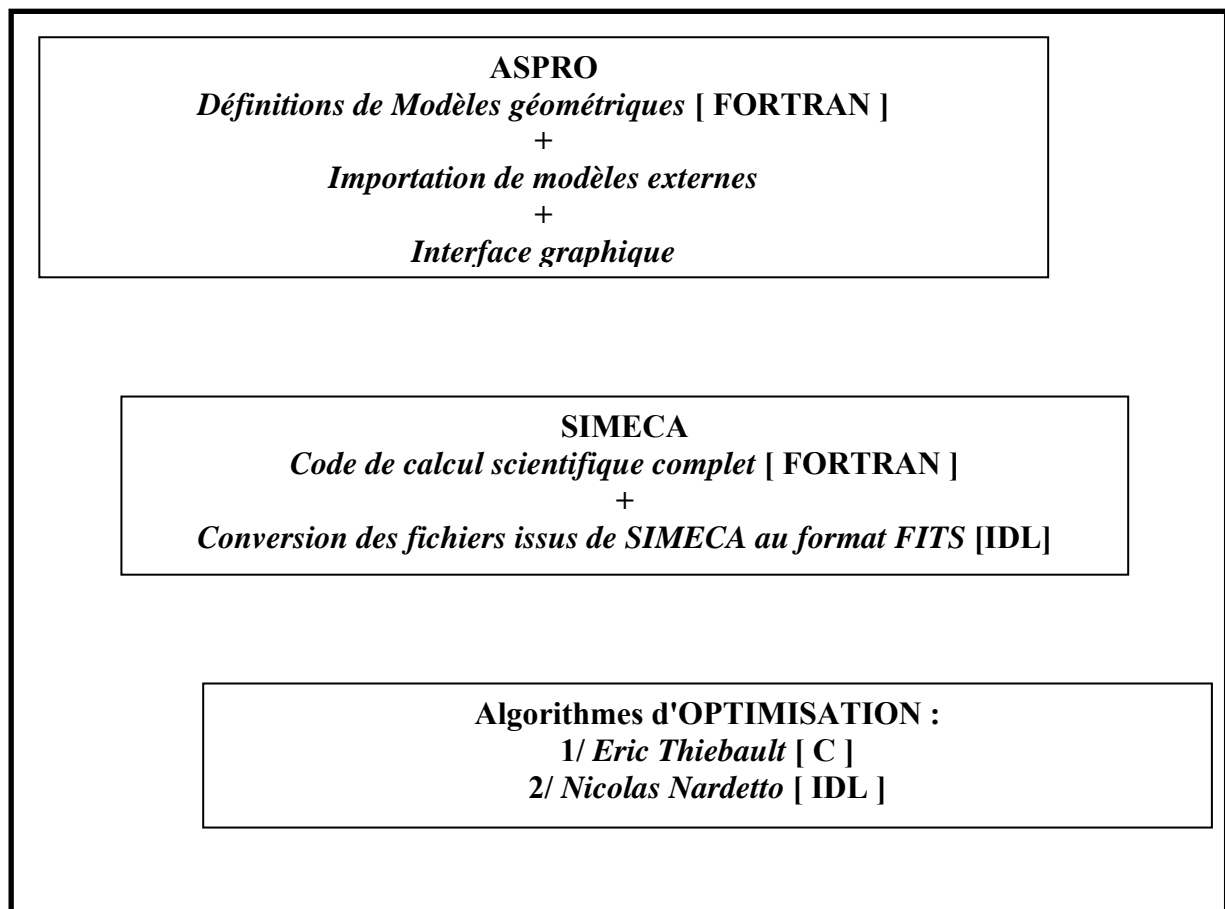 ASPRO
Définitions de Modèles géométriques [ FORTRAN ]
+
Importation de modèles externes
+
Interface graphique
SIMECA
Code de calcul scientifique complet [ FORTRAN ]
+
Conversion des fichiers issus de SIMECA au format FITS [IDL]
Algorithmes d'OPTIMISATION :
1/ Eric Thiebault [ C ]
2/ Nicolas Nardetto [ IDL ]